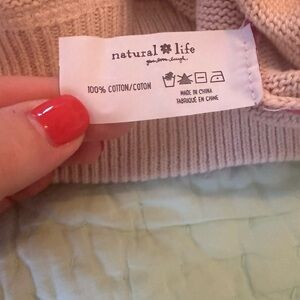 natural life
100% COTTON/COTON
MADE IN CHINA
FABRIQUÉ EN CHINE